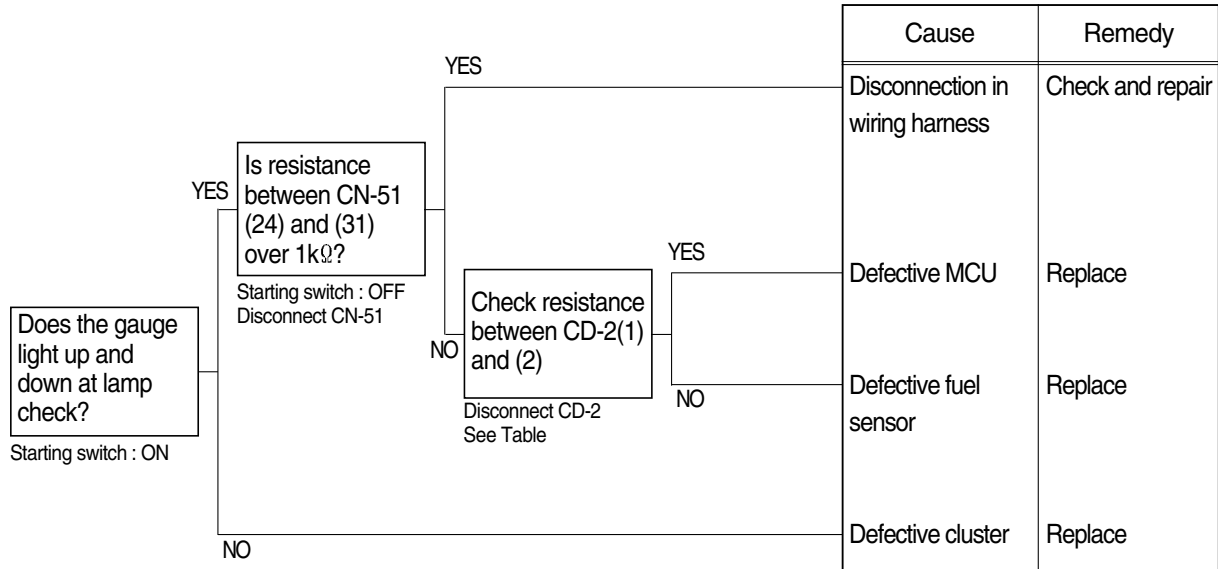 Cause
Remedy
YES
Disconnection in
wiring harness
Check and repair
YES
Is resistance
between CN-51
(24) and (31)
over 1kΩ?
Starting switch : OFF
Disconnect CN-51
YES
Defective MCU
Replace
NO
Check resistance
between CD-2(1)
and (2)
Disconnect CD-2
See Table
NO
Defective fuel
sensor
Replace
Does the gauge
light up and
down at lamp
check?
Starting switch : ON
NO
Defective cluster
Replace